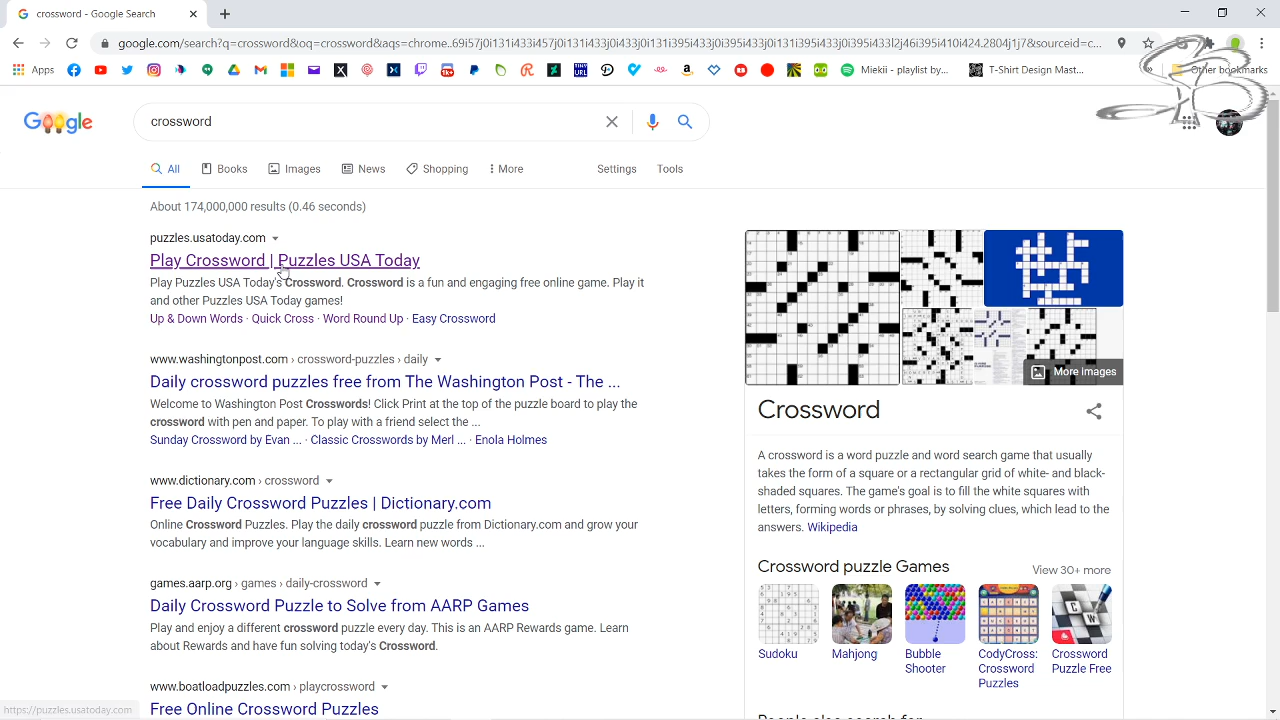 crossword - Google Search
google.com/search?q=crossword&oq=crossword&aqs=chrome..69i57j0i131i433i457j0i131i433j0i433j0i131i395i433j0i131i395i433j0i395i433l2j46i395j0i10i424.2804j1j7&sourceid=c...
Apps
Miekii - playlist by...
T-Shirt Design Mast...
Other bookmarks
Google
crossword
All
Books
Images
News
Shopping
More
Settings
Tools
About 174,000,000 results (0.46 seconds)
puzzles.usatoday.com
Play Crossword | Puzzles USA Today
Play Puzzles USA Today's Crossword. Crossword is a fun and engaging free online game. Play it
and other Puzzles USA Today games!
Up & Down Words · Quick Cross · Word Round Up · Easy Crossword
www.washingtonpost.com › crossword-puzzles › daily
Daily crossword puzzles free from The Washington Post - The ...
Welcome to Washington Post Crosswords! Click Print at the top of the puzzle board to play the
crossword with pen and paper. To play with a friend select the ...
Sunday Crossword by Evan ... · Classic Crosswords by Merl ... · Enola Holmes
www.dictionary.com › crossword
Free Daily Crossword Puzzles | Dictionary.com
Online Crossword Puzzles. Play the daily crossword puzzle from Dictionary.com and grow your
vocabulary and improve your language skills. Learn new words ...
games.aarp.org › games › daily-crossword
Daily Crossword Puzzle to Solve from AARP Games
Play and enjoy a different crossword puzzle every day. This is an AARP Rewards game. Learn
about Rewards and have fun solving today's Crossword.
www.boatloadpuzzles.com › playcrossword
Free Online Crossword Puzzles
https://puzzles.usatoday.com
More images
Crossword
A crossword is a word puzzle and word search game that usually
takes the form of a square or a rectangular grid of white- and black-
shaded squares. The game's goal is to fill the white squares with
letters, forming words or phrases, by solving clues, which lead to the
answers. Wikipedia
Crossword puzzle Games
View 30+ more
Sudoku
Mahjong
Bubble
Shooter
CodyCross:
Crossword
Puzzles
Crossword
Puzzle Free
People also search for